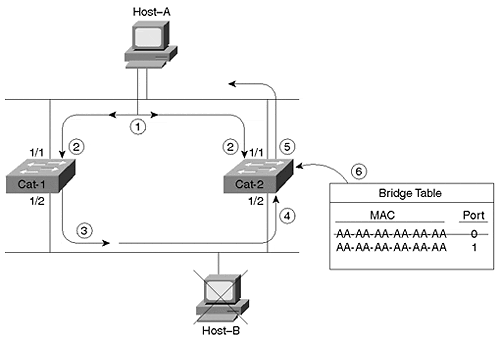 Host–A
1
2
2
5
1/1
1/1
6
Cat-1
Cat-2
Bridge Table
1/2
1/2
MAC Port
3
4
AA-AA-AA-AA-AA-AA 0
AA-AA-AA-AA-AA-AA 1
Host–B